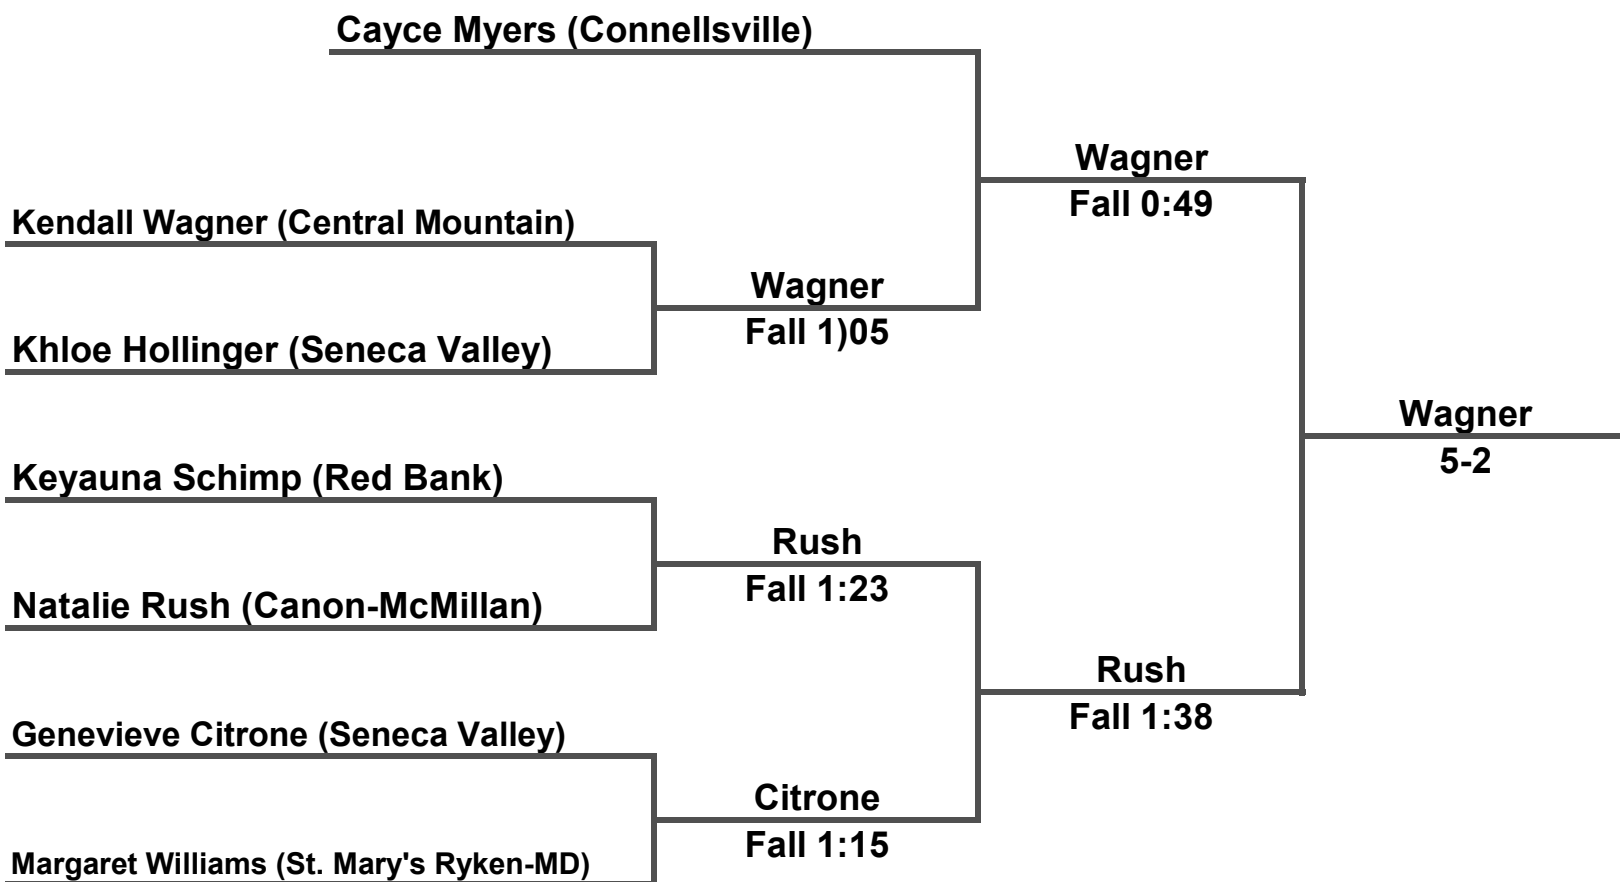 Cayce Myers (Connellsville)
Wagner
Fall 0:49
Kendall Wagner (Central Mountain)
Wagner
Fall 1)05
Khloe Hollinger (Seneca Valley)
Wagner
5-2
Keyauna Schimp (Red Bank)
Rush
Fall 1:23
Natalie Rush (Canon-McMillan)
Rush
Fall 1:38
Genevieve Citrone (Seneca Valley)
Citrone
Fall 1:15
Margaret Williams (St. Mary's Ryken-MD)